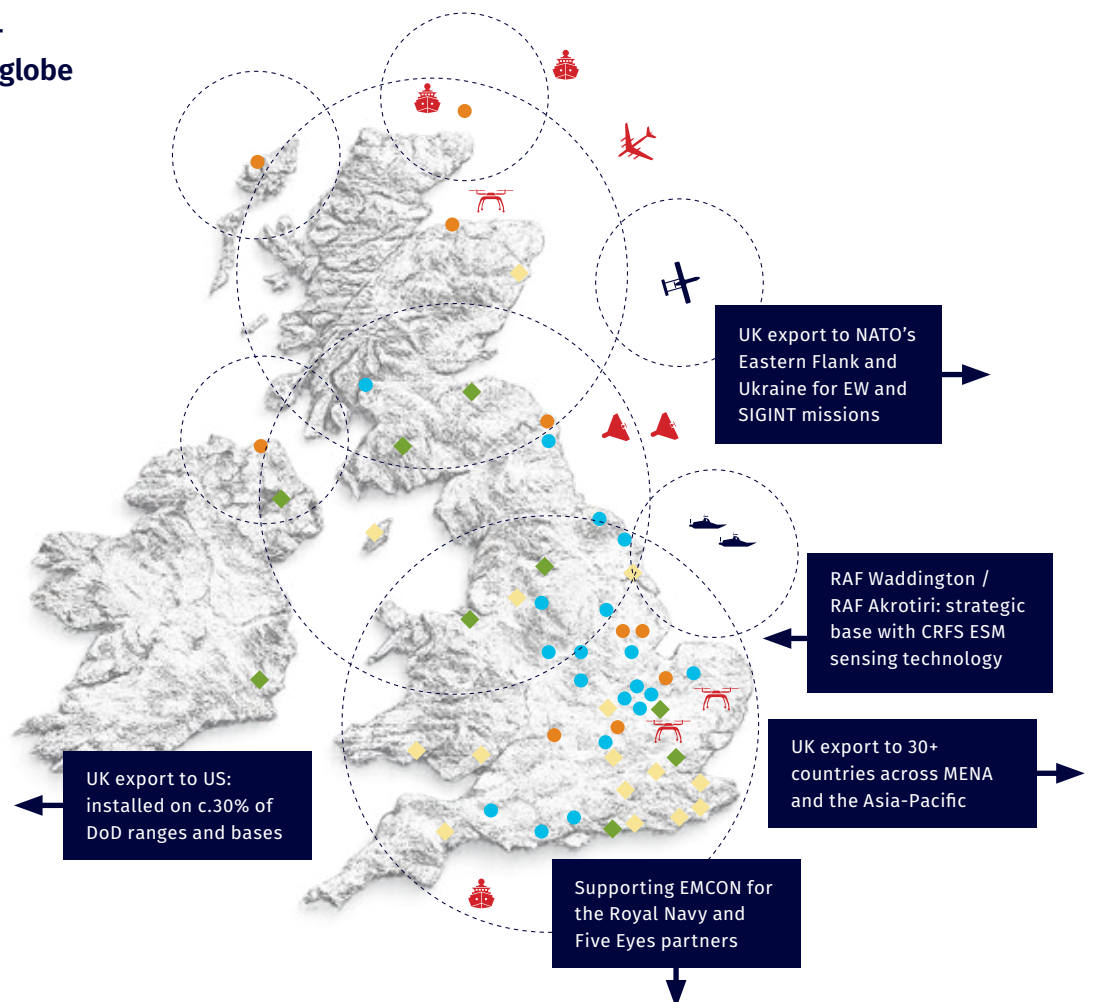 globe
UK export to NATO’s
Eastern Flank and
Ukraine for EW and
SIGINT missions
RAF Waddington /
RAF Akrotiri: strategic
base with CRFS ESM
sensing technology
UK export to 30+
countries across MENA
and the Asia-Pacific
UK export to US:
installed on c.30% of
DoD ranges and bases
Supporting EMCON for
the Royal Navy and
Five Eyes partners